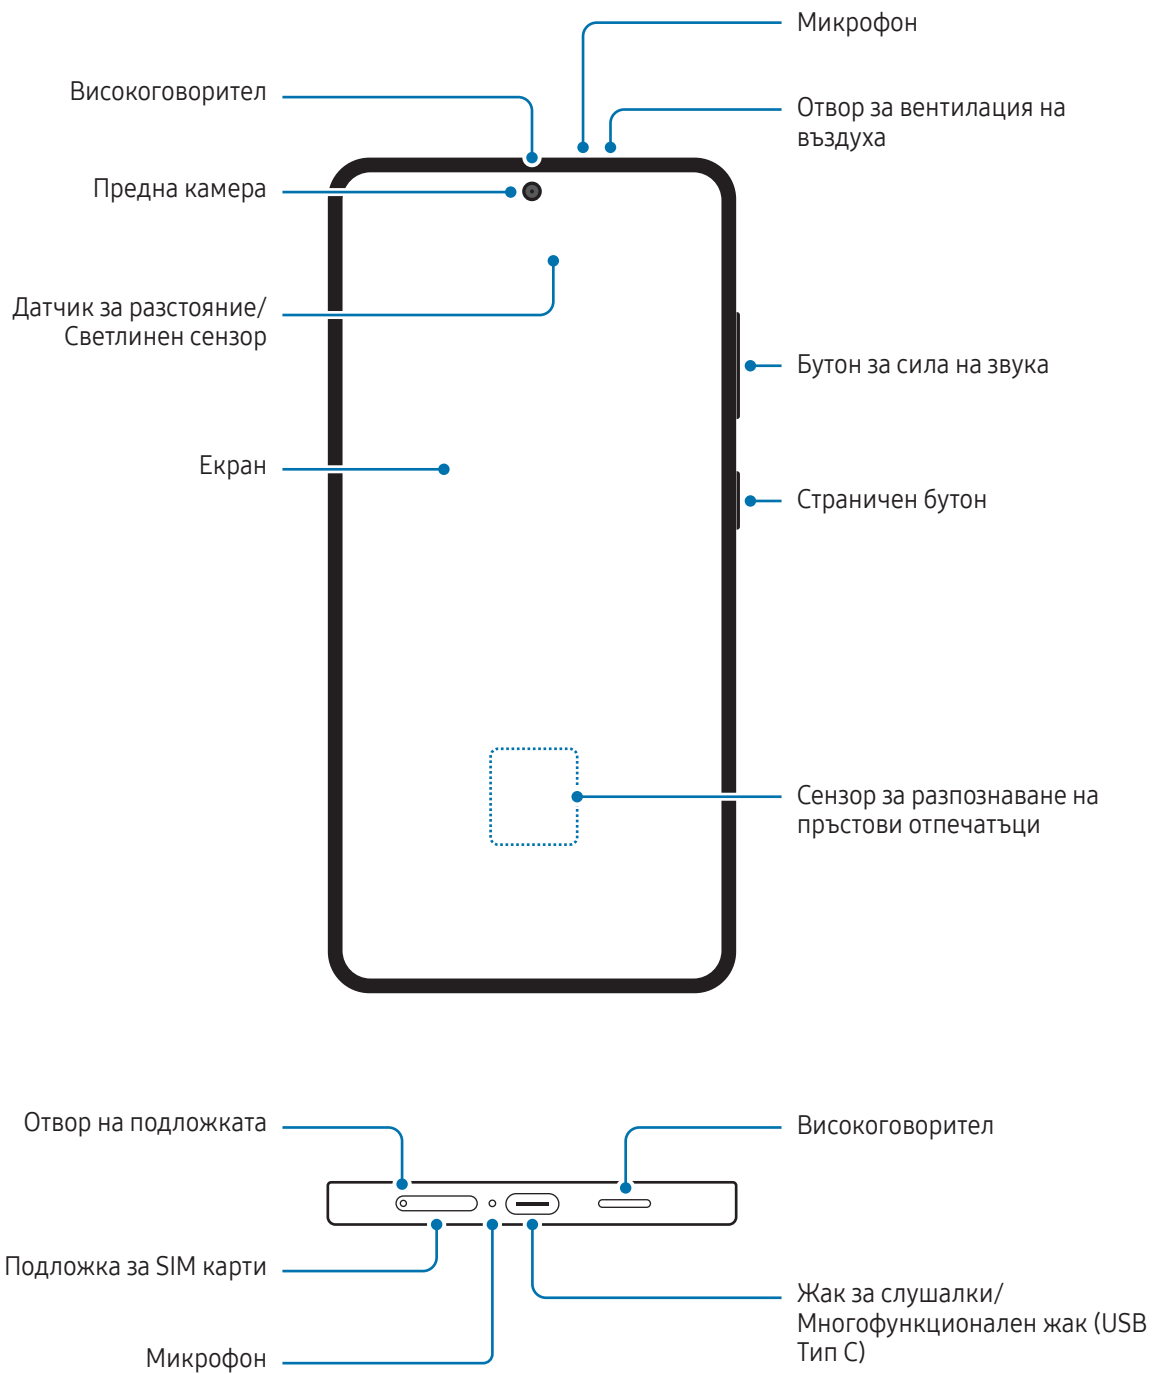 Микрофон
Високоговорител
Отвор за вентилация на
въздуха
Предна камера
Датчик за разстояние/
Светлинен сензор
Бутон за сила на звука
Екран
Страничен бутон
Сензор за разпознаване на
пръстови отпечатъци
Отвор на подложката
Високоговорител
Подложка за SIM карти
Жак за слушалки/
Многофункционален жак (USB
Тип C)
Микрофон